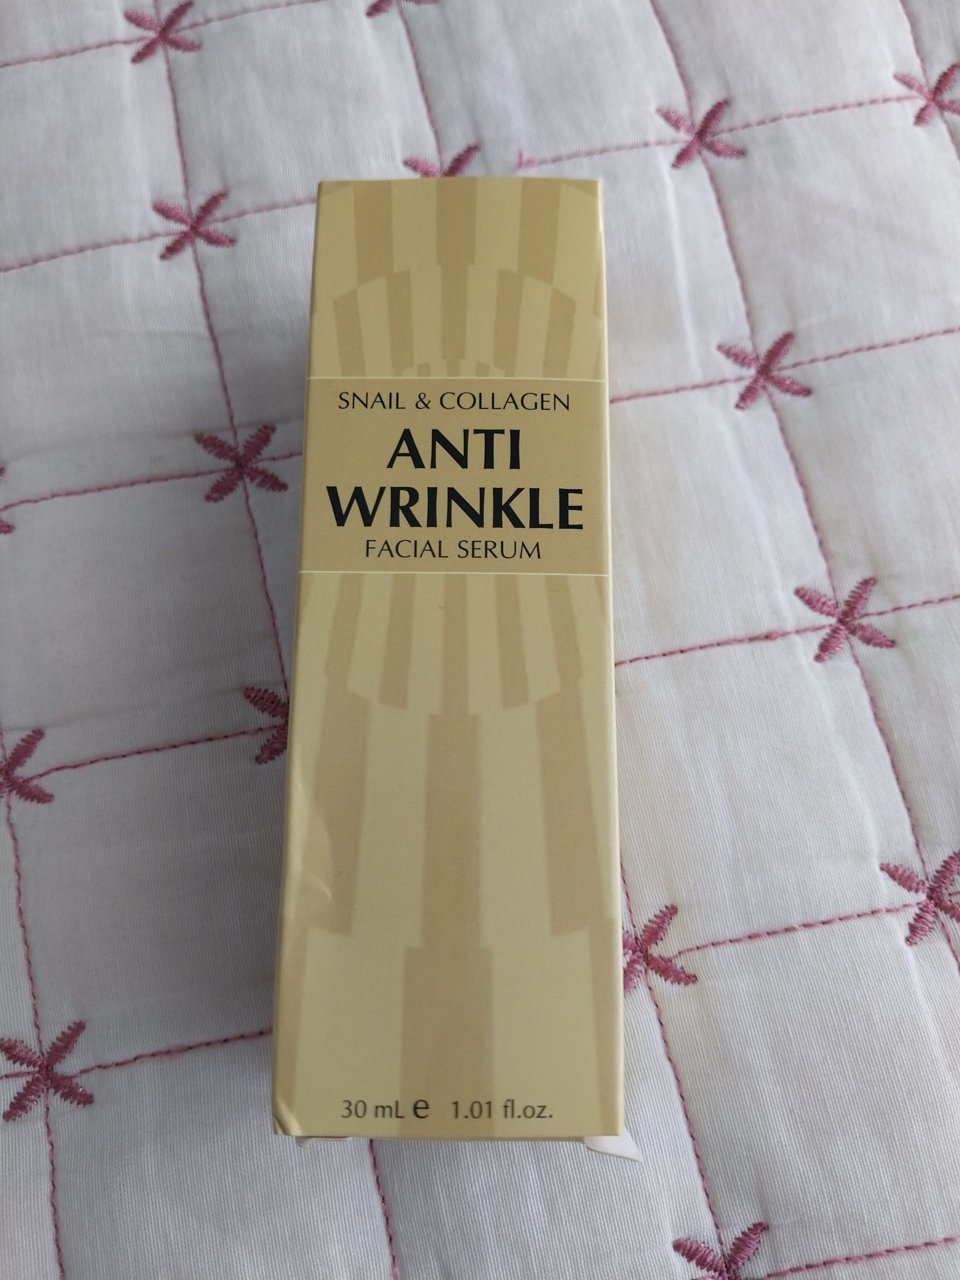 SNAIL & COLLAGEN
ANTI
WRINKLE
FACIAL SERUM
30 mL e 1.01 fl.oz.